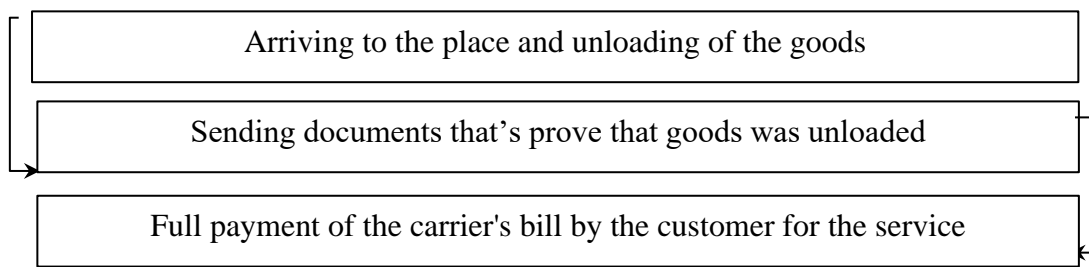 Arriving to the place and unloading of the goods
Sending documents that’s prove that goods was unloaded
Full payment of the carrier's bill by the customer for the service